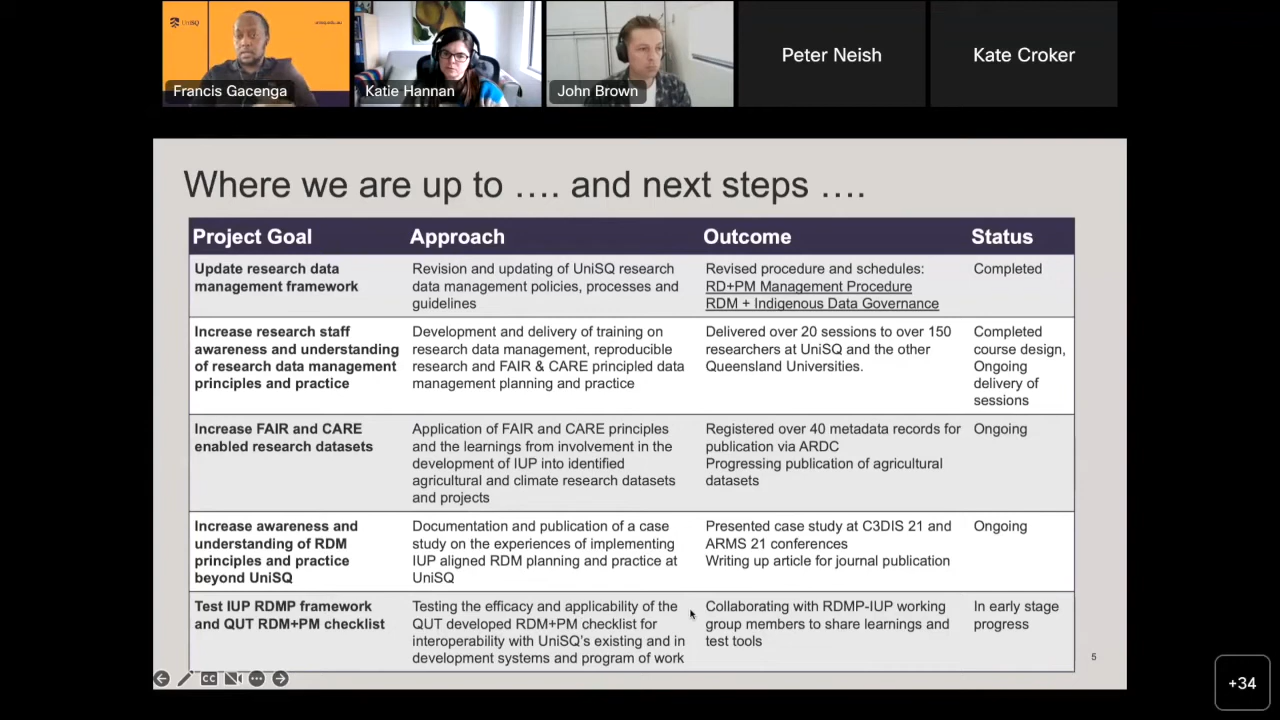 UniSQ
Francis Gacenga
Katie Hannan
John Brown
Peter Neish
Kate Croker
Where we are up to …. and next steps ….
Project Goal
Approach
Outcome
Status
Update research data
management framework
Revision and updating of UniSQ research
data management policies, processes and
guidelines
Revised procedure and schedules:
RD+PM Management Procedure
RDM + Indigenous Data Governance
Completed
Increase research staff
awareness and understanding
of research data management
principles and practice
Development and delivery of training on
research data management, reproducible
research and FAIR & CARE principled data
management planning and practice
Delivered over 20 sessions to over 150
researchers at UniSQ and the other
Queensland Universities.
Completed
course design,
Ongoing
delivery of
sessions
Increase FAIR and CARE
enabled research datasets
Application of FAIR and CARE principles
and the learnings from involvement in the
development of IUP into identified
agricultural and climate research datasets
and projects
Registered over 40 metadata records for
publication via ARDC
Progressing publication of agricultural
datasets
Ongoing
Increase awareness and
understanding of RDM
principles and practice
beyond UniSQ
Documentation and publication of a case
study on the experiences of implementing
IUP aligned RDM planning and practice at
UniSQ
Presented case study at C3DIS 21 and
ARMS 21 conferences
Writing up article for journal publication
Ongoing
Test IUP RDMP framework
and QUT RDM+PM checklist
Testing the efficacy and applicability of the
QUT developed RDM+PM checklist for
interoperability with UniSQ's existing and in
development systems and program of work
Collaborating with RDMP-IUP working
group members to share learnings and
test tools
In early stage
progress
5
CC
+34